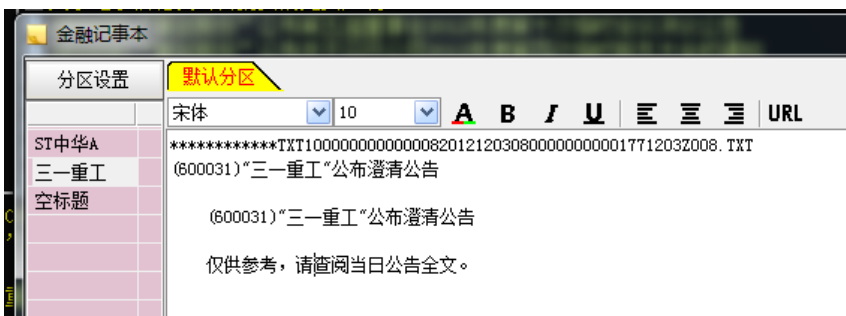 金融记事本
分区设置
默认分区
宋体 10 A B I U URL
ST中华A
三一重工
空标题
************TXT1000000000000082012120308000000000001771203Z008.TXT
(600031)"三一重工"公布澄清公告
(600031)"三一重工"公布澄清公告
仅供参考，请查阅当日公告全文。